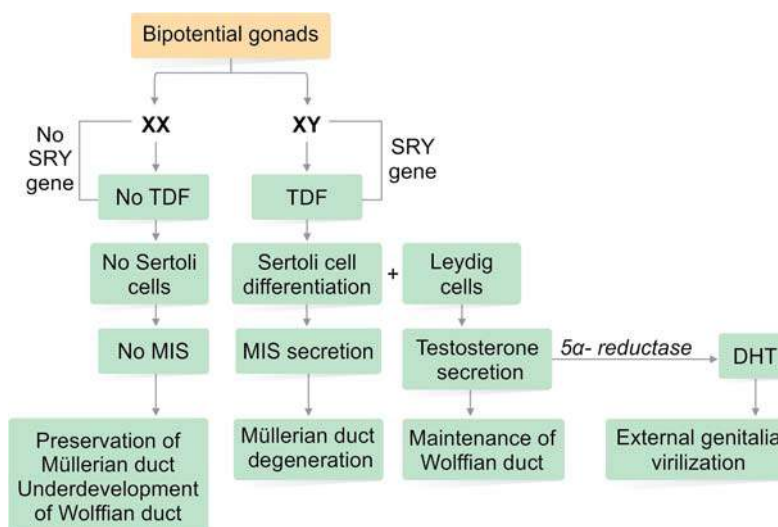 Bipotential gonads
XX
XY
No
SRY
gene
SRY
gene
No TDF
TDF
No Sertoli
cells
Sertoli cell
differentiation
+
Leydig
cells
No MIS
MIS secretion
Testosterone
secretion
5α- reductase
DHT
Preservation of
Müllerian duct
Underdevelopment
of Wolffian duct
Müllerian duct
degeneration
Maintenance of
Wolffian duct
External genitalia
virilization